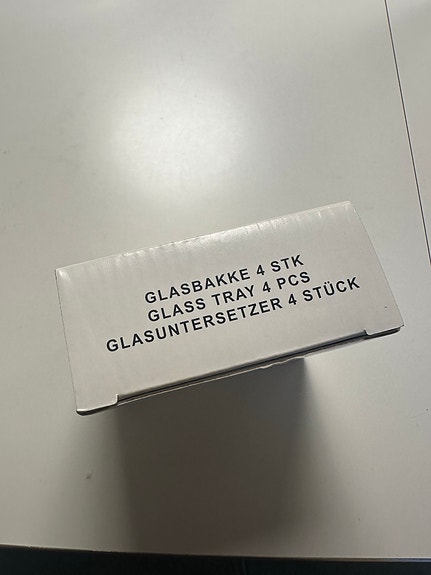 GLASBAKKE 4 STK
GLASS TRAY 4 PCS
GLASUNTERSETZER 4 STÜCK